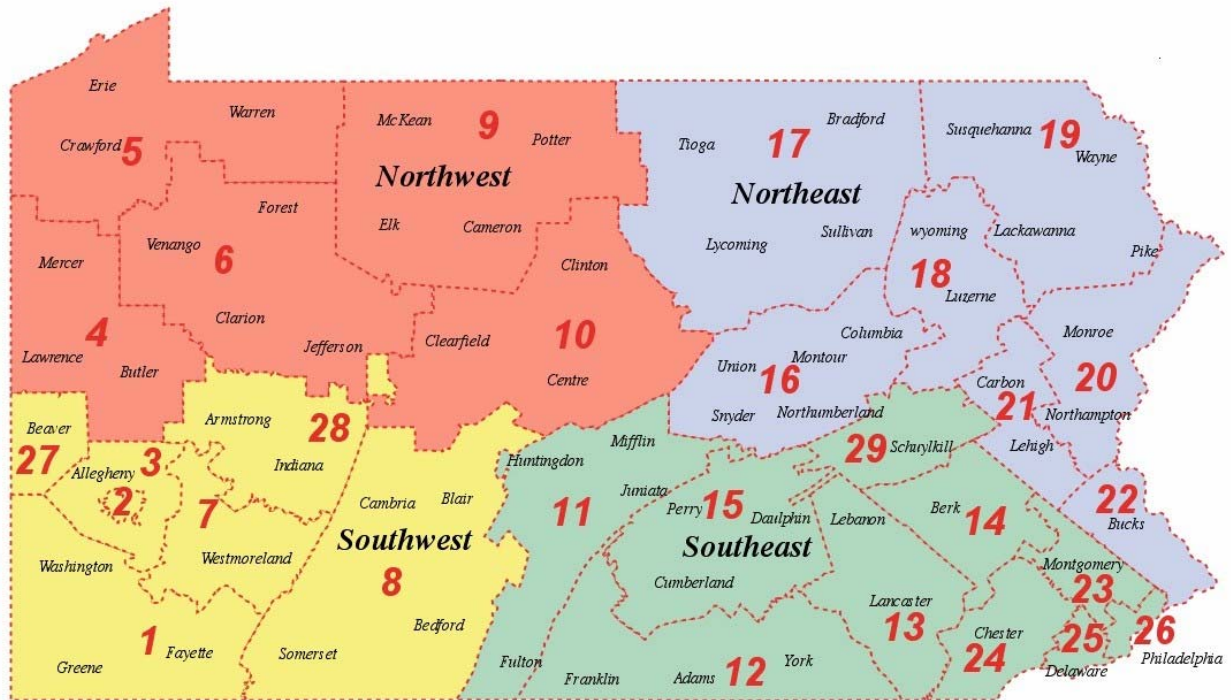 Erie
Warren
McKean
9
Potter
Crawford 5
Northwest
Forest
Elk
Cameron
Venango
6
Mercer
Clinton
Clarion
4
Lawrence
Butler
Jefferson
Clearfield
10
Centre
Tioga
17
Bradford
Susquehanna 19
Wayne
Northeast
Lycoming
Sullivan
wyoming
Lackawanna
Pike
18
Luzerne
Columbia
Monroe
Union
Montour
16
Snyder
Northumberland
Carbon
20
21
Northampton
Lehigh
22
Bucks
Beaver
27
Armstrong
28
Indiana
3
Allegheny
2
7
Westmoreland
Washington
Cambria
Blair
Southwest
8
Bedford
1
Fayette
Greene
Somerset
Mifflin
Huntingdon
Juniata
11
Perry 15
Daulphin
Lebanon
29
Schuylkill
Berk
14
Southeast
Cumberland
Montgomery
23
Lancaster
13
Chester
24
25
26
Delaware
Philadelphia
Fulton
Franklin
Adams
12
York